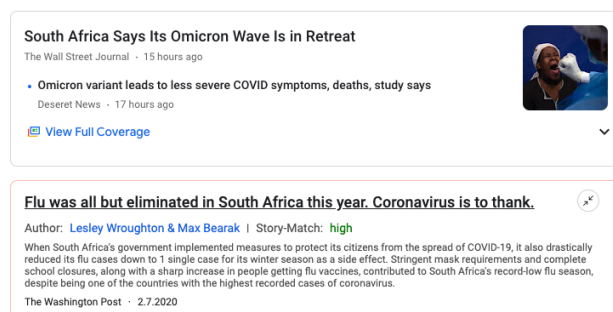 South Africa Says Its Omicron Wave Is in Retreat
The Wall Street Journal · 15 hours ago
• Omicron variant leads to less severe COVID symptoms, deaths, study says
Deseret News · 17 hours ago
View Full Coverage
Flu was all but eliminated in South Africa this year. Coronavirus is to thank.
Author: Lesley Wroughton & Max Bearak | Story-Match: high
When South Africa's government implemented measures to protect its citizens from the spread of COVID-19, it also drastically
reduced its flu cases down to 1 single case for its winter season as a side effect. Stringent mask requirements and complete
school closures, along with a sharp increase in people getting flu vaccines, contributed to South Africa's record-low flu season,
despite being one of the countries with the highest recorded cases of coronavirus.
The Washington Post · 2.7.2020